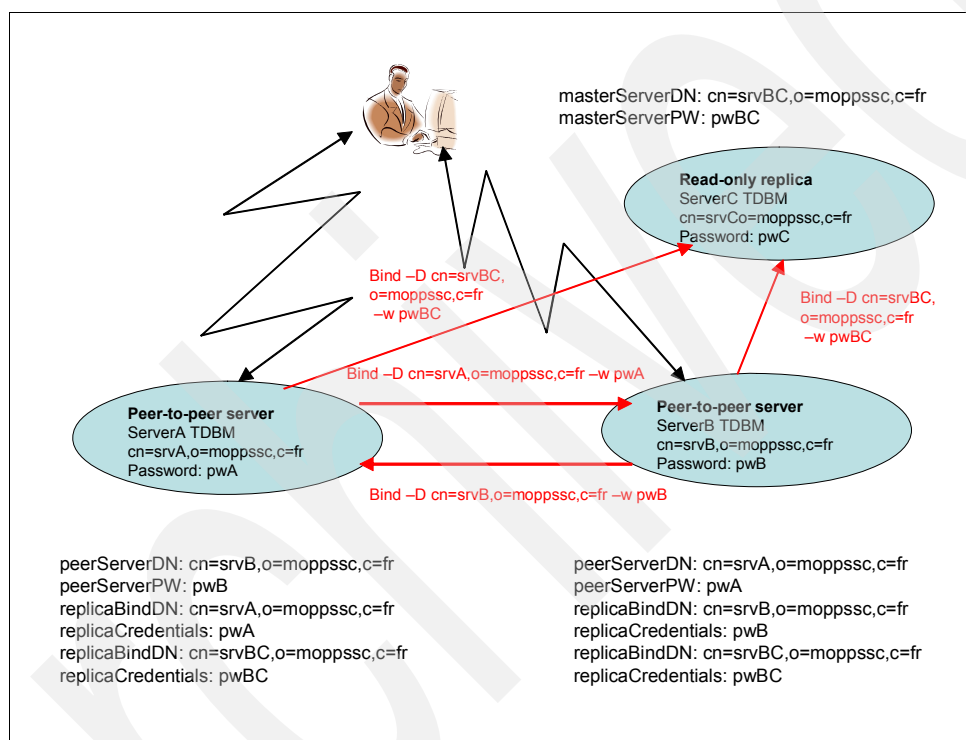 masterServerDN: cn=srvBC,o=moppssc,c=fr
masterServerPW: pwBC
Read-only replica
ServerC TDBM
cn=srvCo=moppssc,c=fr
Password: pwC
Bind –D cn=srvBC,
o=moppssc,c=fr
–w pwBC
Bind –D cn=srvBC,
o=moppssc,c=fr
–w pwBC
Bind –D cn=srvA,o=moppssc,c=fr –w pwA
Peer-to-peer server
ServerA TDBM
cn=srvA,o=moppssc,c=fr
Password: pwA
Peer-to-peer server
ServerB TDBM
cn=srvB,o=moppssc,c=fr
Password: pwB
Bind –D cn=srvB,o=moppssc,c=fr –w pwB
peerServerDN: cn=srvB,o=moppssc,c=fr
peerServerPW: pwB
replicaBindDN: cn=srvA,o=moppssc,c=fr
replicaCredentials: pwA
replicaBindDN: cn=srvBC,o=moppssc,c=fr
replicaCredentials: pwBC
peerServerDN: cn=srvA,o=moppssc,c=fr
peerServerPW: pwA
replicaBindDN: cn=srvB,o=moppssc,c=fr
replicaCredentials: pwB
replicaBindDN: cn=srvBC,o=moppssc,c=fr
replicaCredentials: pwBC